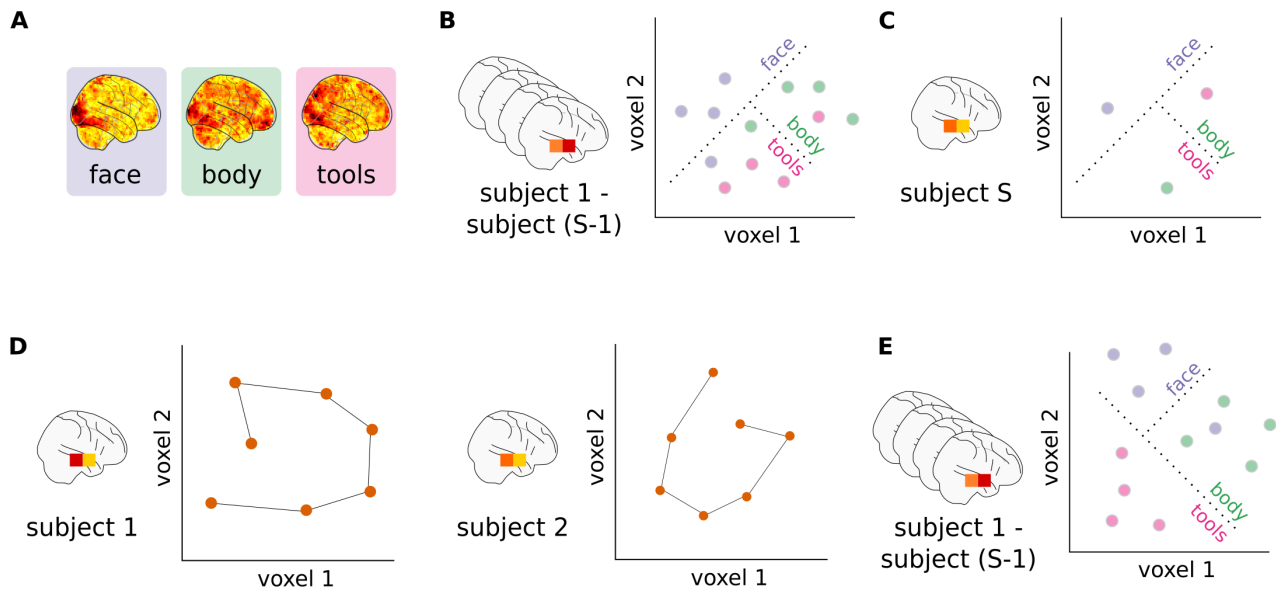 A
face
body
tools
B
subject 1 -
subject (S-1)
voxel 2
voxel 1
face
body
tools
C
subject S
voxel 2
voxel 1
face
body
tools
D
subject 1
voxel 2
voxel 1
subject 2
voxel 2
voxel 1
E
subject 1 -
subject (S-1)
voxel 2
voxel 1
face
body
tools